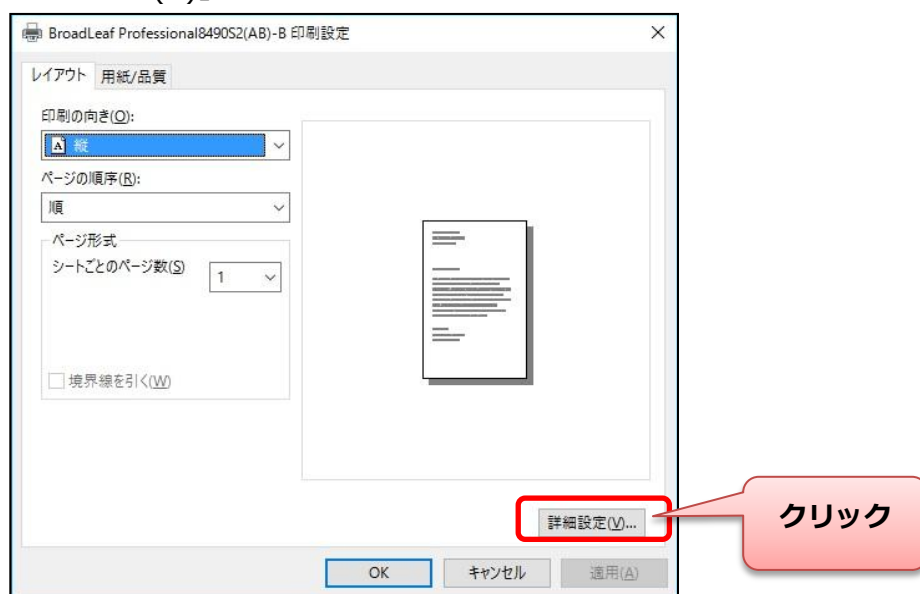 BroadLeaf Professional8490S2(AB)-B 印刷設定
レイアウト 用紙/品質
印刷の向き(O):
縦
ページの順序(R):
順
ページ形式
シートごとのページ数(S)
1
境界線を引く(W)
詳細設定(V)...
クリック
OK キャンセル 適用(A)